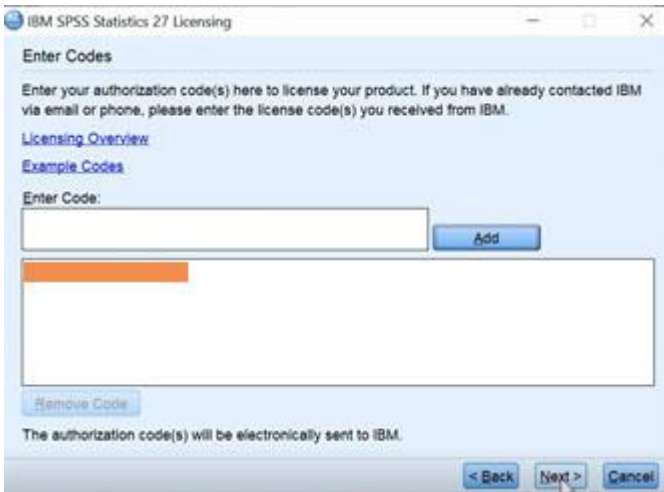 IBM SPSS Statistics 27 Licensing
Enter Codes
Enter your authorization code(s) here to license your product. If you have already contacted IBM
via email or phone, please enter the license code(s) you received from IBM.
Licensing Overview
Example Codes
Enter Code:
Add
Remove Code
The authorization code(s) will be electronically sent to IBM.
< Back Next > Cancel